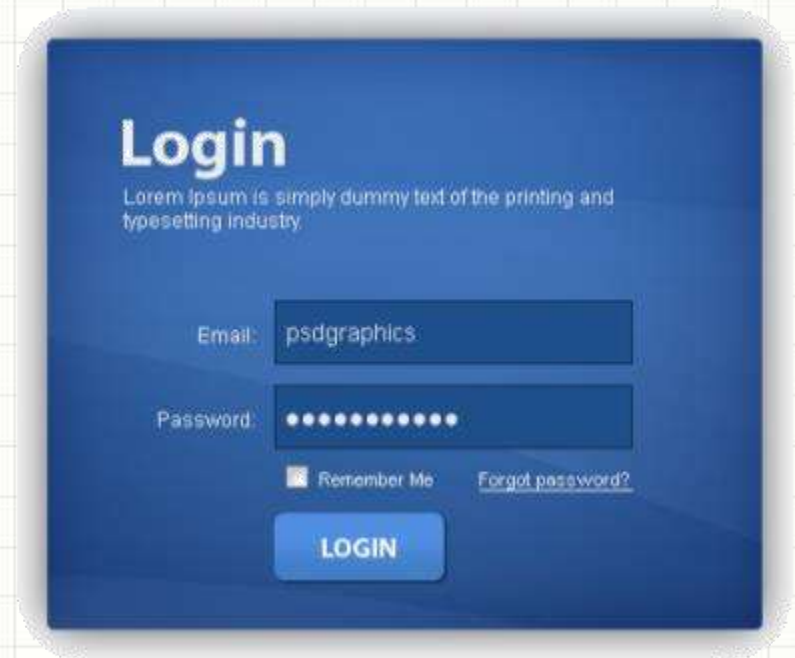 Login
Lorem Ipsum is simply dummy text of the printing and
typesetting industry.
Email: psdgraphics
Password: ●●●●●●●●●●●
Remember Me Forgot password?
LOGIN